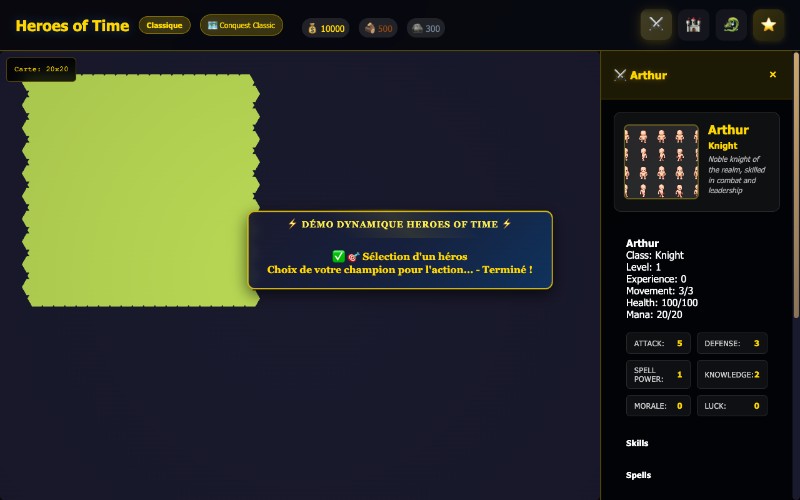 Heroes of Time
Classique
🗺️ Conquest Classic
💰 10000
🪵 500
🪨 300
Carte: 20x20
⚔️ Arthur
×
Arthur
Knight
Noble knight of
the realm, skilled
in combat and
leadership
⚡ DÉMO DYNAMIQUE HEROES OF TIME ⚡
✅ 🎯 Sélection d'un héros
Choix de votre champion pour l'action... - Terminé !
Arthur
Class: Knight
Level: 1
Experience: 0
Movement: 3/3
Health: 100/100
Mana: 20/20
ATTACK: 5
DEFENSE: 3
SPELL
POWER: 1
KNOWLEDGE: 2
MORALE: 0
LUCK: 0
Skills
Spells